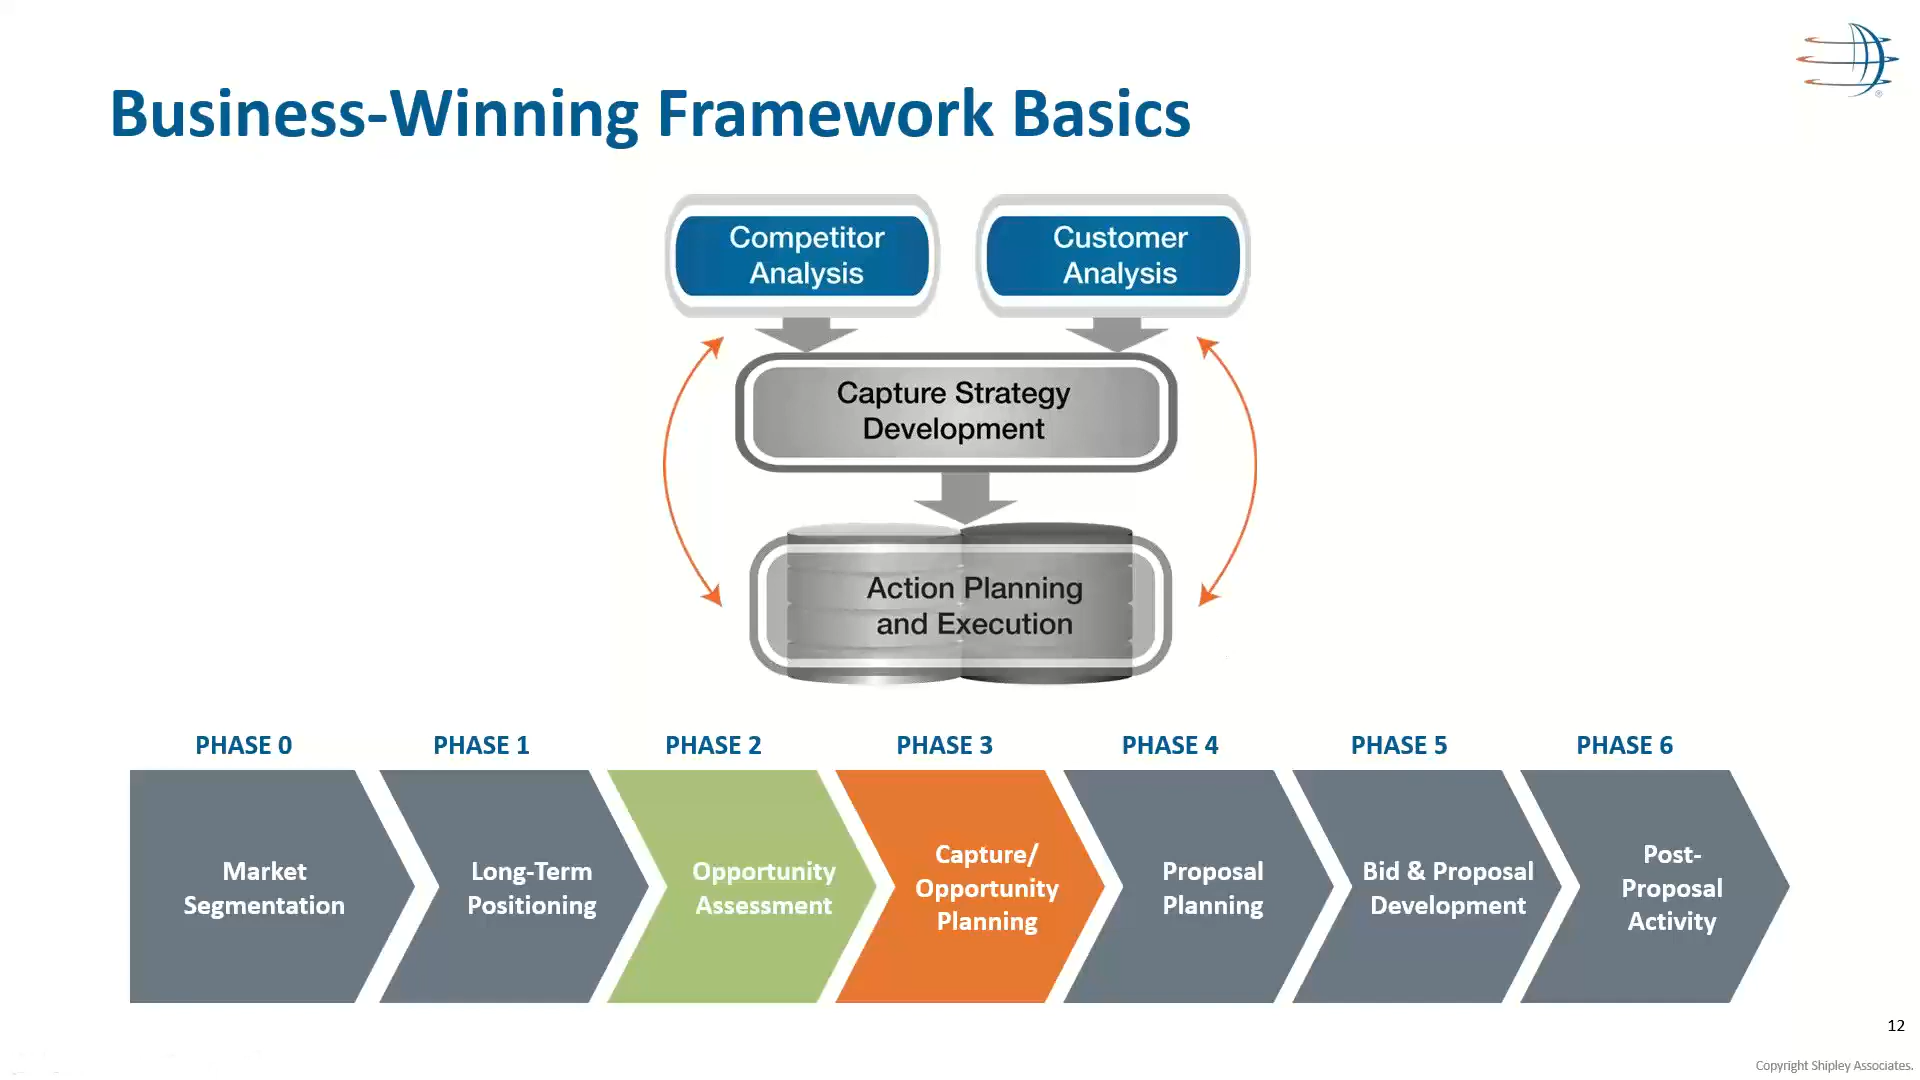 Business-Winning Framework Basics
Competitor
Analysis
Customer
Analysis
Capture Strategy
Development
Action Planning
and Execution
PHASE 0
PHASE 1
PHASE 2
PHASE 3
PHASE 4
PHASE 5
PHASE 6
Market
Segmentation
Long-Term
Positioning
Opportunity
Assessment
Capture/
Opportunity
Planning
Proposal
Planning
Bid & Proposal
Development
Post-
Proposal
Activity
12
Copyright Shipley Associates.